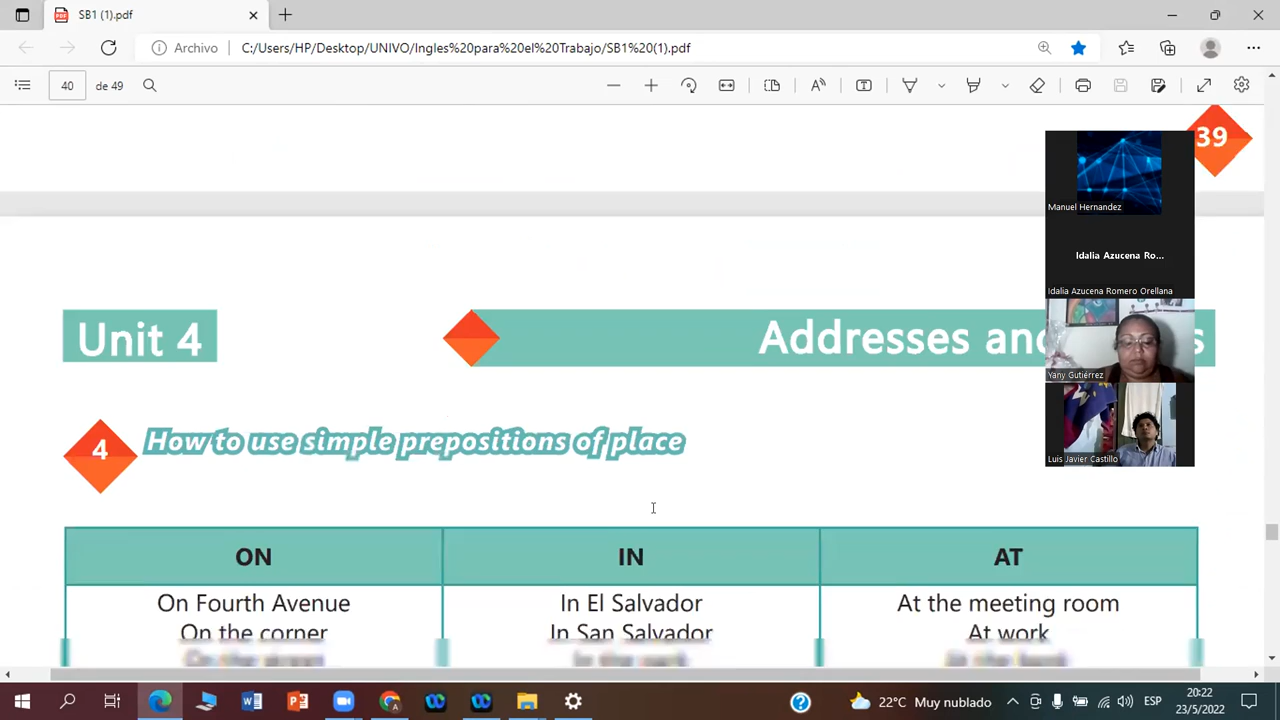 SB1 (1).pdf
Archivo
C:/Users/HP/Desktop/UNIVO/Ingles%20para%20el%20Trabajo/SB1%20(1).pdf
40 de 49
39
Manuel Hernandez
Idalia Azucena Ro...
Idalia Azucena Romero Orellana
Yany Gutiérrez
Luis Javier Castillo
Unit 4
Addresses and
4 How to use simple prepositions of place
ON IN AT
On Fourth Avenue In El Salvador At the meeting room
On the corner In San Salvador At work
22°C Muy nublado
ESP
20:22
23/5/2022